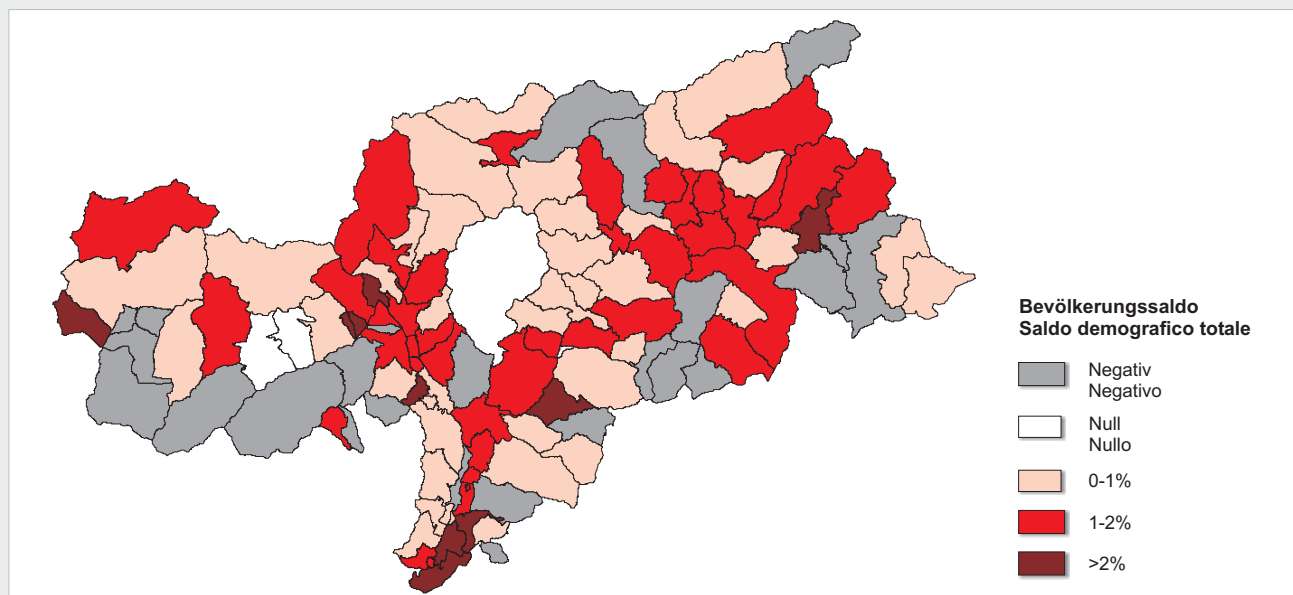 Bevölkerungssaldo
Saldo demografico totale
Negativ
Negativo
Null
Nullo
0-1%
1-2%
>2%